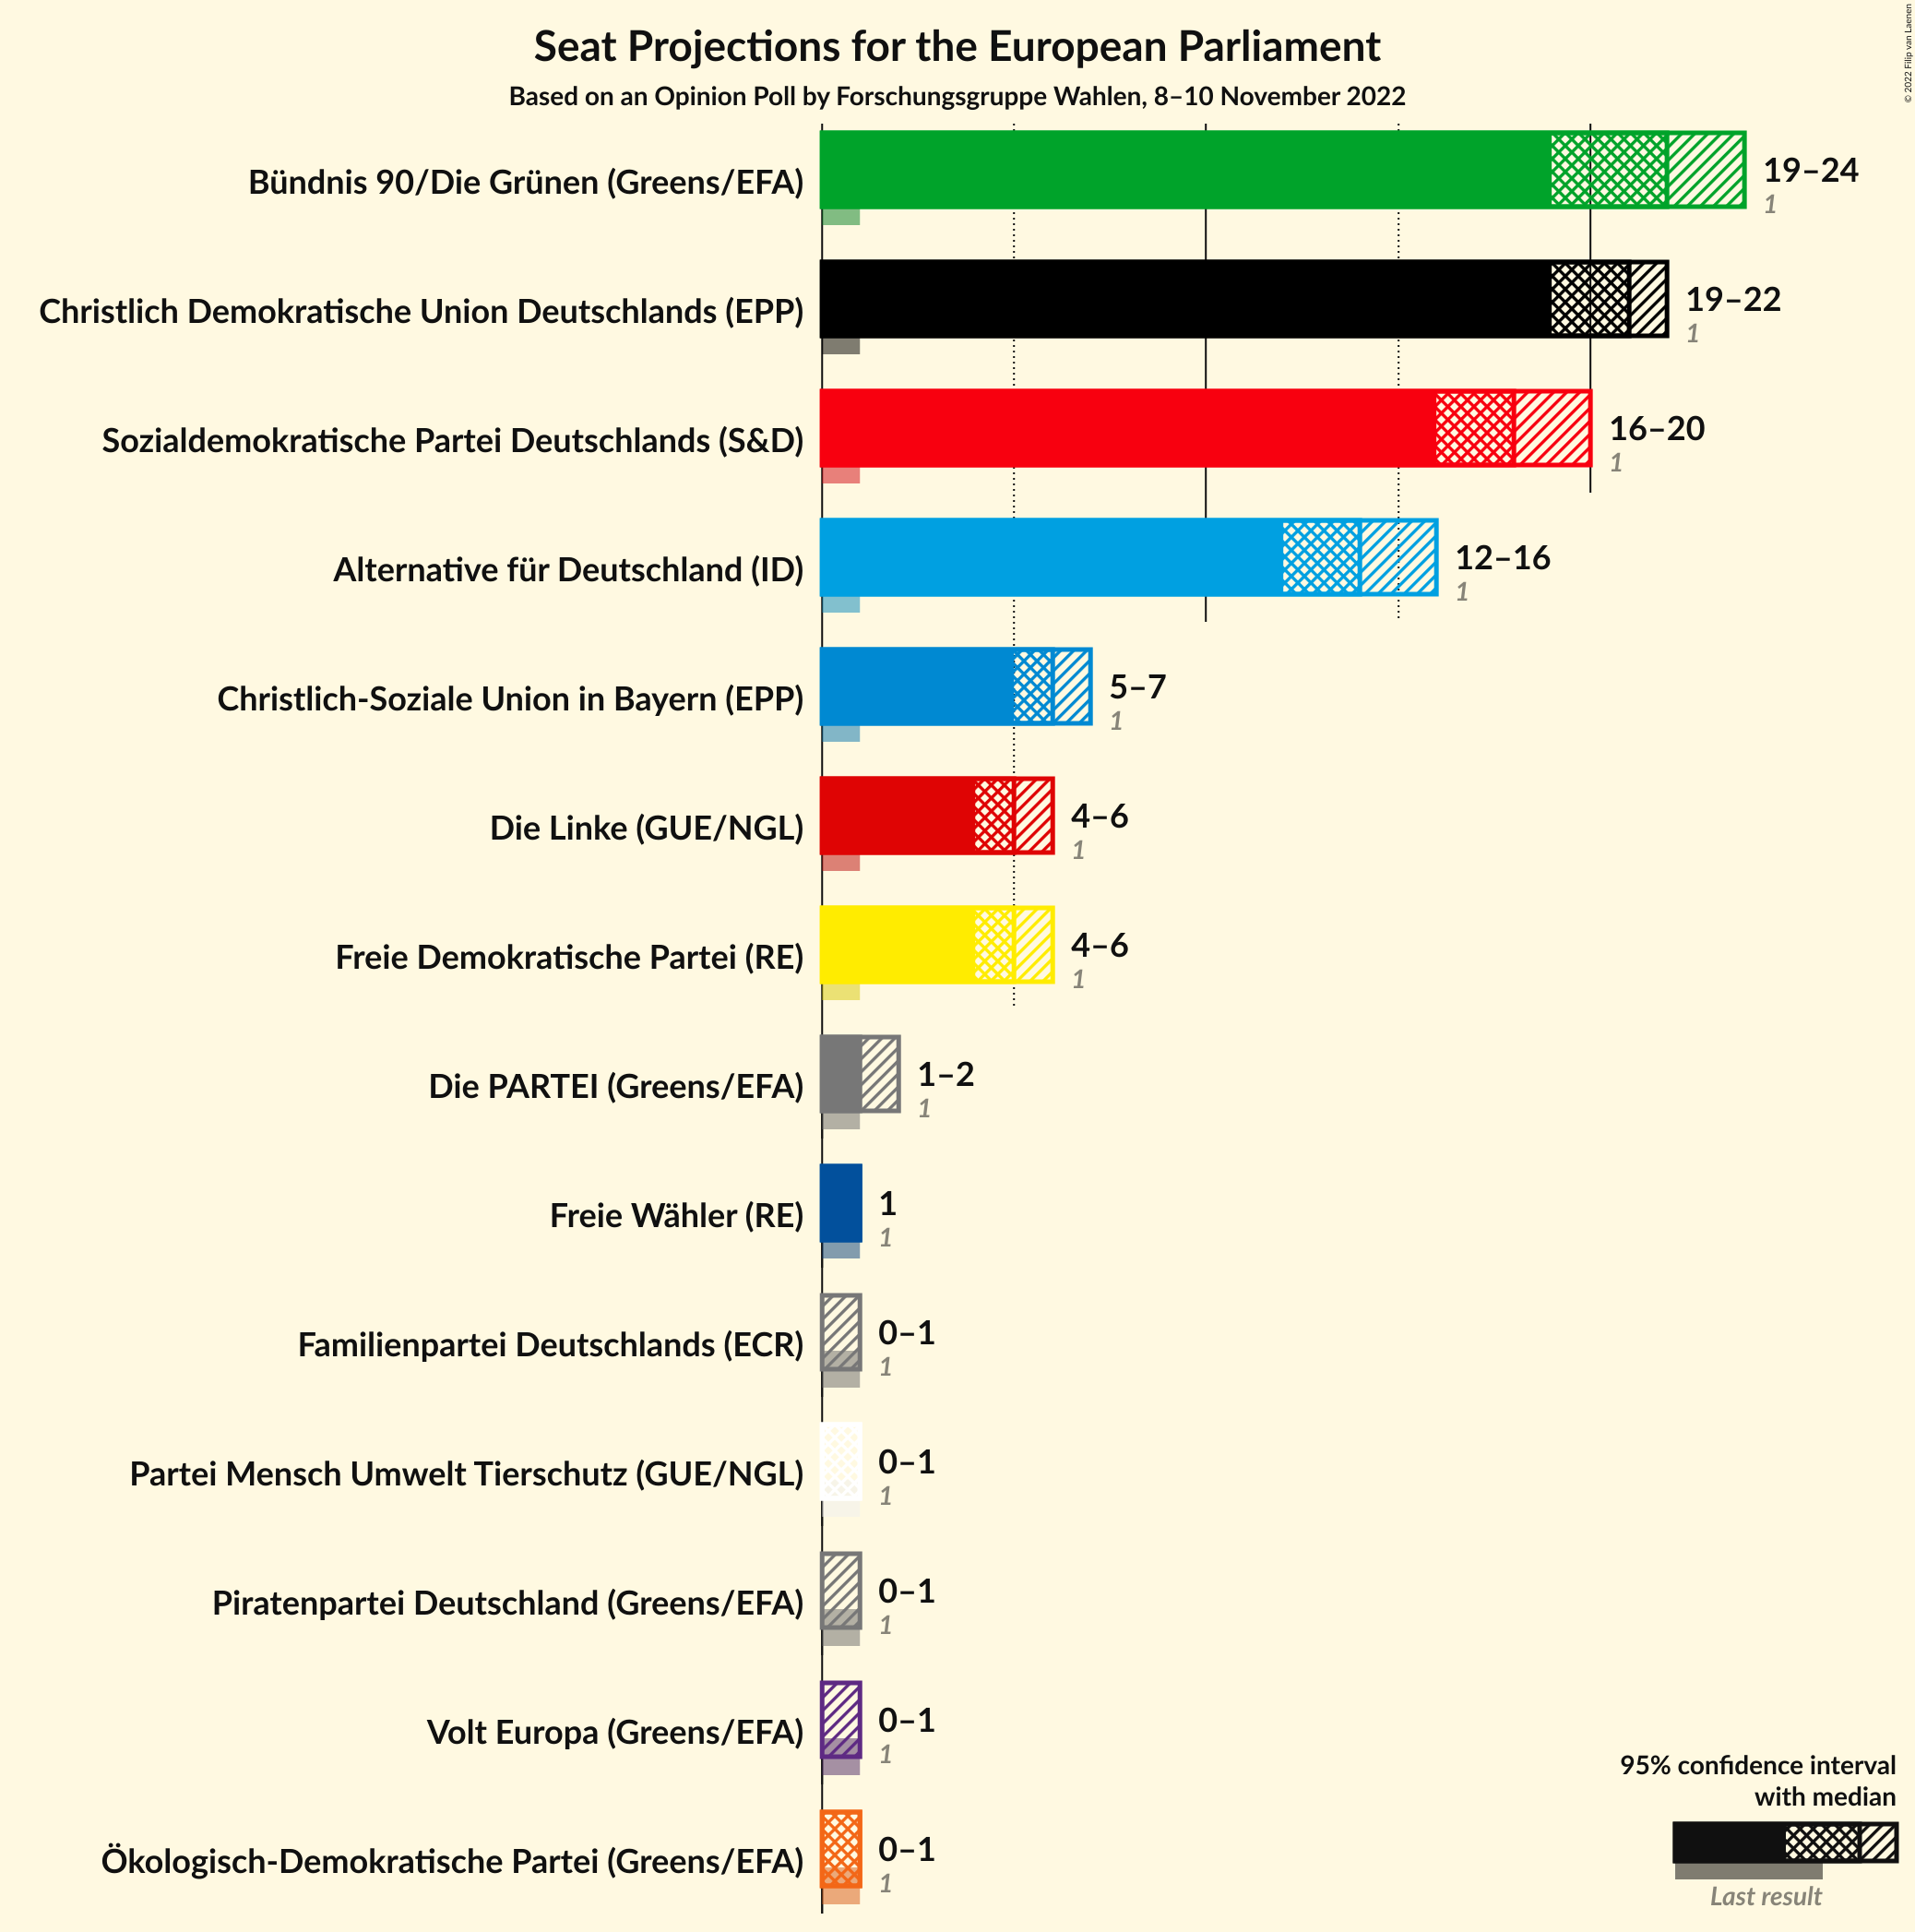 Seat Projections for the European Parliament
Based on an Opinion Poll by Forschungsgruppe Wahlen, 8–10 November 2022
© 2022 Filip van Laenen
Bündnis 90/Die Grünen (Greens/EFA)
19–24
1
Christlich Demokratische Union Deutschlands (EPP)
19–22
1
Sozialdemokratische Partei Deutschlands (S&D)
16–20
1
Alternative für Deutschland (ID)
12–16
1
Christlich-Soziale Union in Bayern (EPP)
5–7
1
Die Linke (GUE/NGL)
4–6
1
Freie Demokratische Partei (RE)
4–6
1
Die PARTEI (Greens/EFA)
1–2
1
Freie Wähler (RE)
1
1
Familienpartei Deutschlands (ECR)
0–1
1
Partei Mensch Umwelt Tierschutz (GUE/NGL)
0–1
1
Piratenpartei Deutschland (Greens/EFA)
0–1
1
Volt Europa (Greens/EFA)
0–1
1
Ökologisch-Demokratische Partei (Greens/EFA)
0–1
1
95% confidence interval
with median
Last result